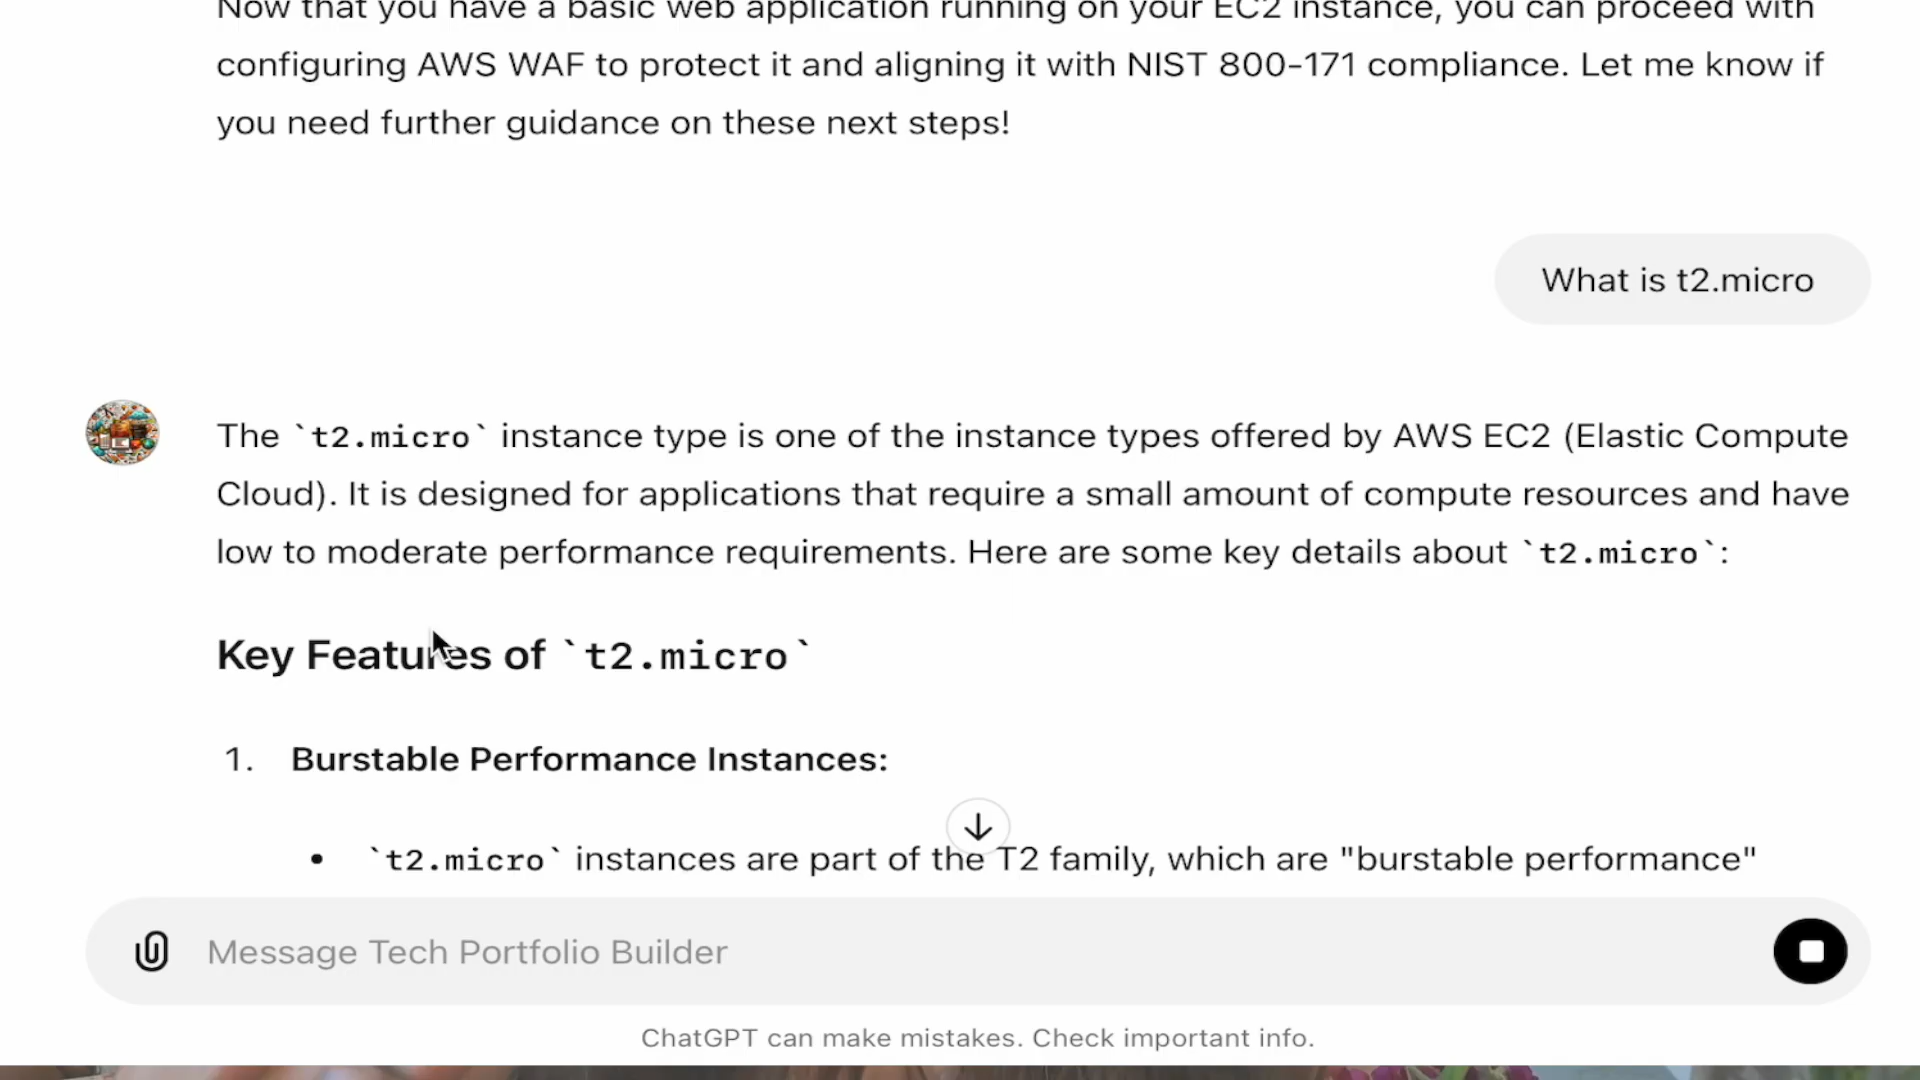 Now that you have a basic web application running on your EC2 instance, you can proceed with
configuring AWS WAF to protect it and aligning it with NIST 800-171 compliance. Let me know if
you need further guidance on these next steps!
What is t2.micro
The `t2.micro` instance type is one of the instance types offered by AWS EC2 (Elastic Compute
Cloud). It is designed for applications that require a small amount of compute resources and have
low to moderate performance requirements. Here are some key details about `t2.micro`:
Key Features of `t2.micro`
1. Burstable Performance Instances:
• `t2.micro` instances are part of the T2 family, which are "burstable performance"
Message Tech Portfolio Builder
ChatGPT can make mistakes. Check important info.